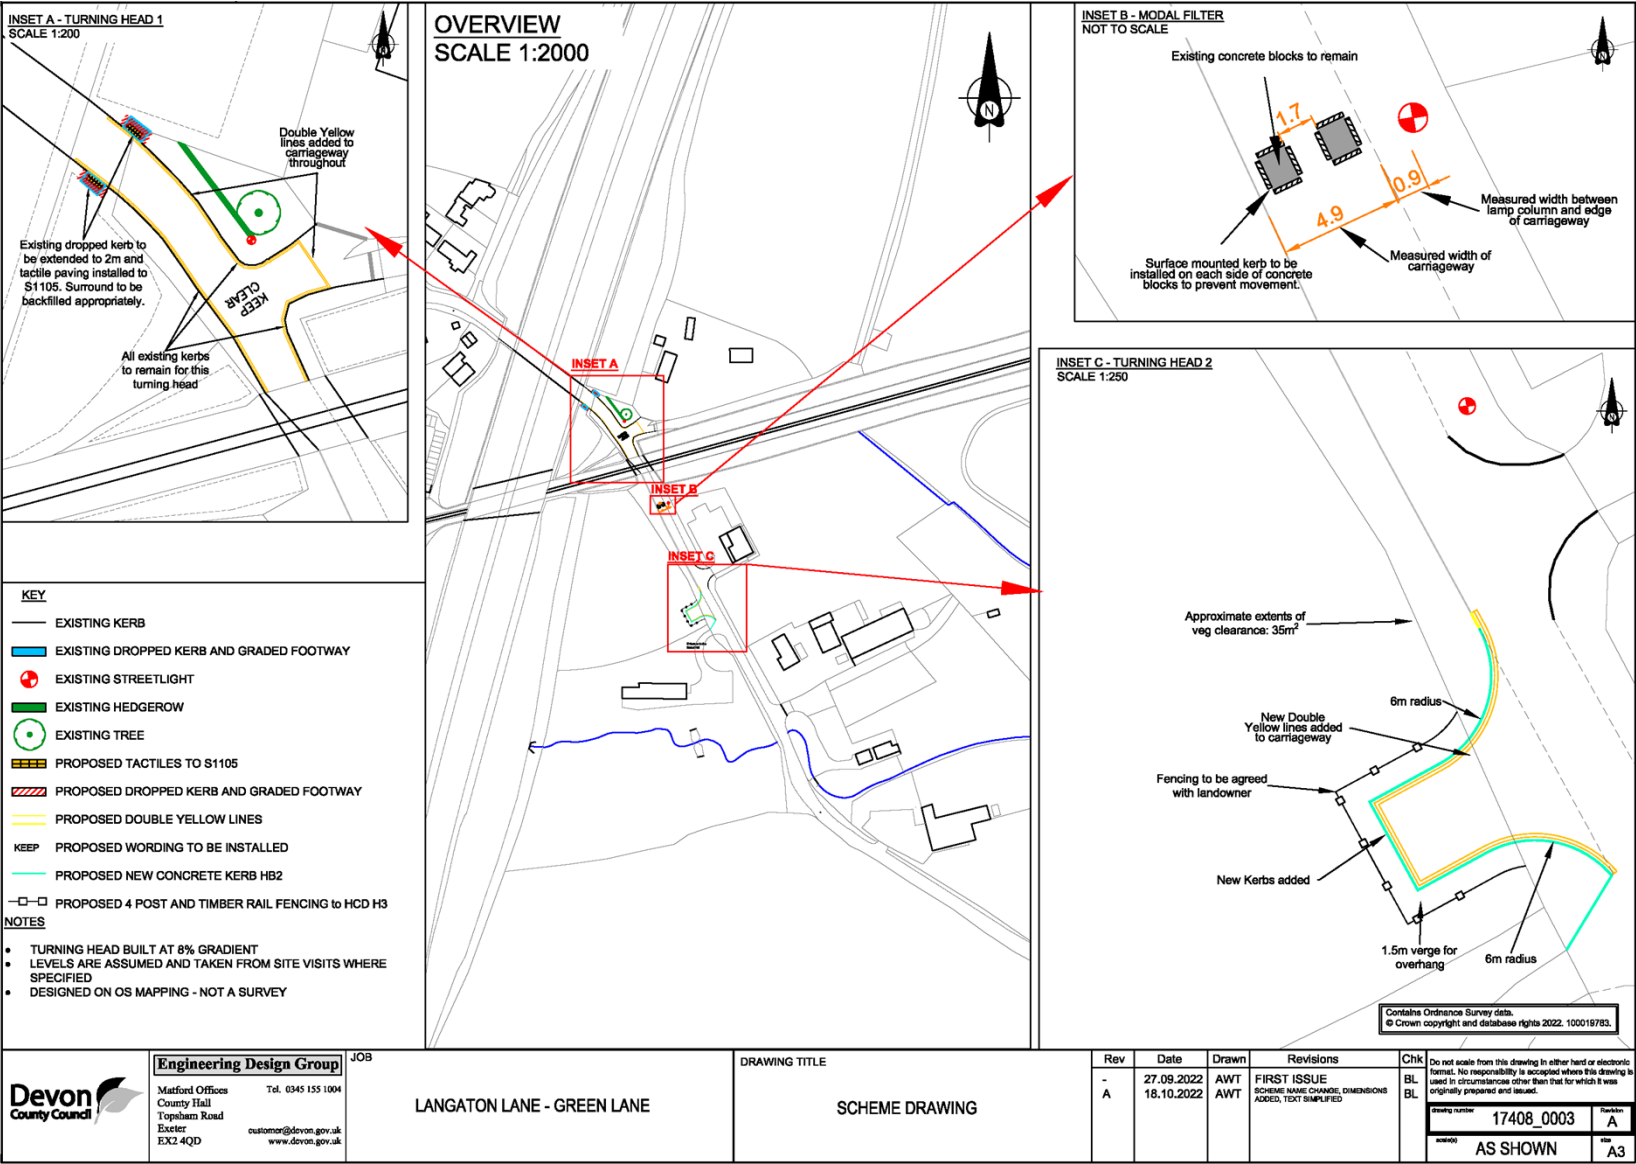 INSET A - TURNING HEAD 1
SCALE 1:200
Double Yellow
lines added to
carriageway
throughout
Existing dropped kerb to
be extended to 2m and
tactile paving installed to
S1105. Surround to be
backfilled appropriately.
KEEP
CLEAR
All existing kerbs
to remain for this
turning head
OVERVIEW
SCALE 1:2000
N
INSET A
INSET B
INSET C
INSET B - MODAL FILTER
NOT TO SCALE
Existing concrete blocks to remain
1.7
0.9
4.9
Measured width between
lamp column and edge
of carriageway
Measured width of
carriageway
Surface mounted kerb to be
installed on each side of concrete
blocks to prevent movement.
INSET C - TURNING HEAD 2
SCALE 1:250
Approximate extents of
veg clearance: 35m²
6m radius
New Double
Yellow lines added
to carriageway
Fencing to be agreed
with landowner
New Kerbs added
1.5m verge for
overhang
6m radius
Contains Ordnance Survey data.
© Crown copyright and database rights 2022. 100019783.
KEY
EXISTING KERB
EXISTING DROPPED KERB AND GRADED FOOTWAY
EXISTING STREETLIGHT
EXISTING HEDGEROW
EXISTING TREE
PROPOSED TACTILES TO S1105
PROPOSED DROPPED KERB AND GRADED FOOTWAY
PROPOSED DOUBLE YELLOW LINES
KEEP PROPOSED WORDING TO BE INSTALLED
PROPOSED NEW CONCRETE KERB HB2
PROPOSED 4 POST AND TIMBER RAIL FENCING to HCD H3
NOTES
• TURNING HEAD BUILT AT 8% GRADIENT
• LEVELS ARE ASSUMED AND TAKEN FROM SITE VISITS WHERE
SPECIFIED
• DESIGNED ON OS MAPPING - NOT A SURVEY
Devon
County Council
Engineering Design Group
Matford Offices
County Hall
Topsham Road
Exeter
EX2 4QD
Tel. 0345 155 1004
customer@devon.gov.uk
www.devon.gov.uk
JOB
LANGATON LANE - GREEN LANE
DRAWING TITLE
SCHEME DRAWING
Rev Date Drawn Revisions Chk
- 27.09.2022 AWT FIRST ISSUE BL
A 18.10.2022 AWT SCHEME NAME CHANGE, DIMENSIONS
ADDED, TEXT SIMPLIFIED BL
Do not scale from this drawing in either hard or electronic
format. No responsibility is accepted where this drawing is
used in circumstances other than that for which it was
originally prepared and issued.
drawing number
17408_0003
Revision
A
scale(s)
AS SHOWN
size
A3